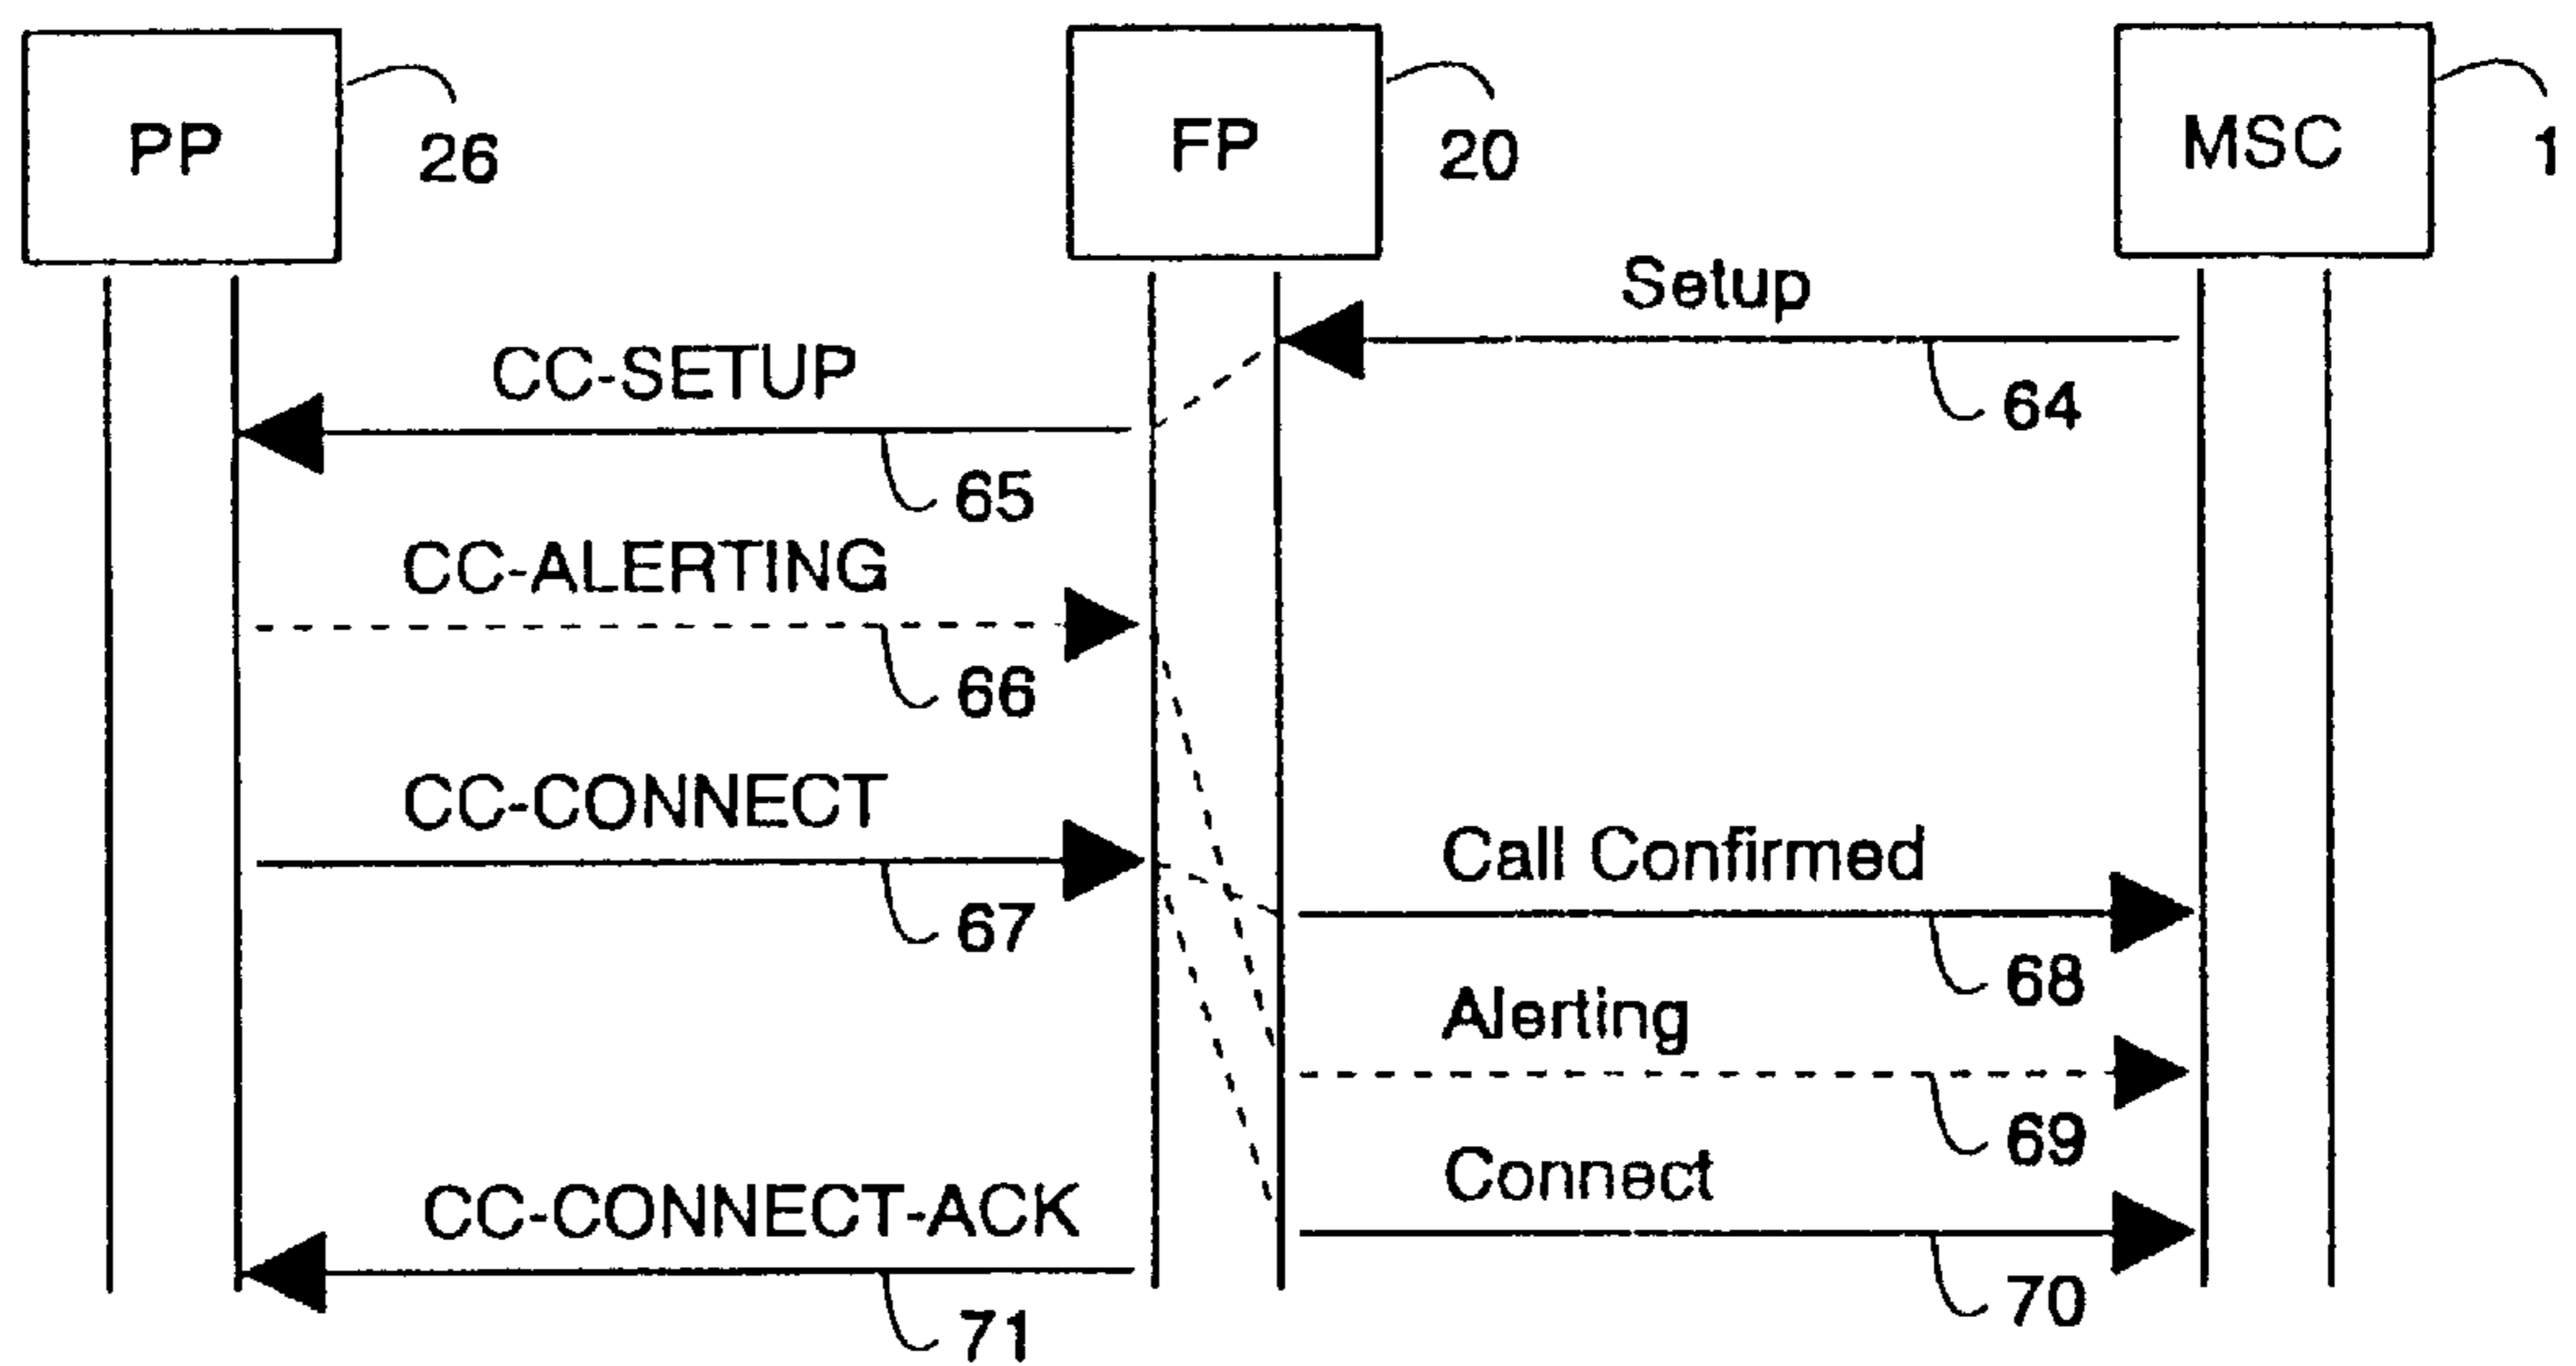 PP
26
FP
20
MSC
1
Setup
64
CC-SETUP
65
CC-ALERTING
66
CC-CONNECT
67
Call Confirmed
68
Alerting
69
Connect
70
CC-CONNECT-ACK
71